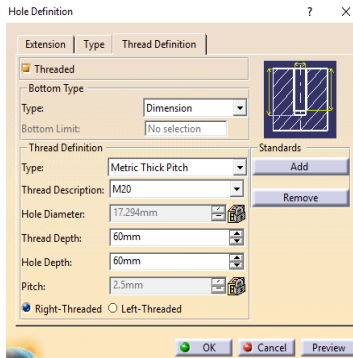 Hole Definition ? ×
Extension Type Thread Definition
Threaded
Bottom Type
Type: Dimension
Bottom Limit: No selection
Thread Definition
Standards
Type: Metric Thick Pitch
Add
Thread Description: M20
Remove
Hole Diameter: 17.294mm
Thread Depth: 60mm
Hole Depth: 60mm
Pitch: 2.5mm
Right-Threaded Left-Threaded
OK Cancel Preview